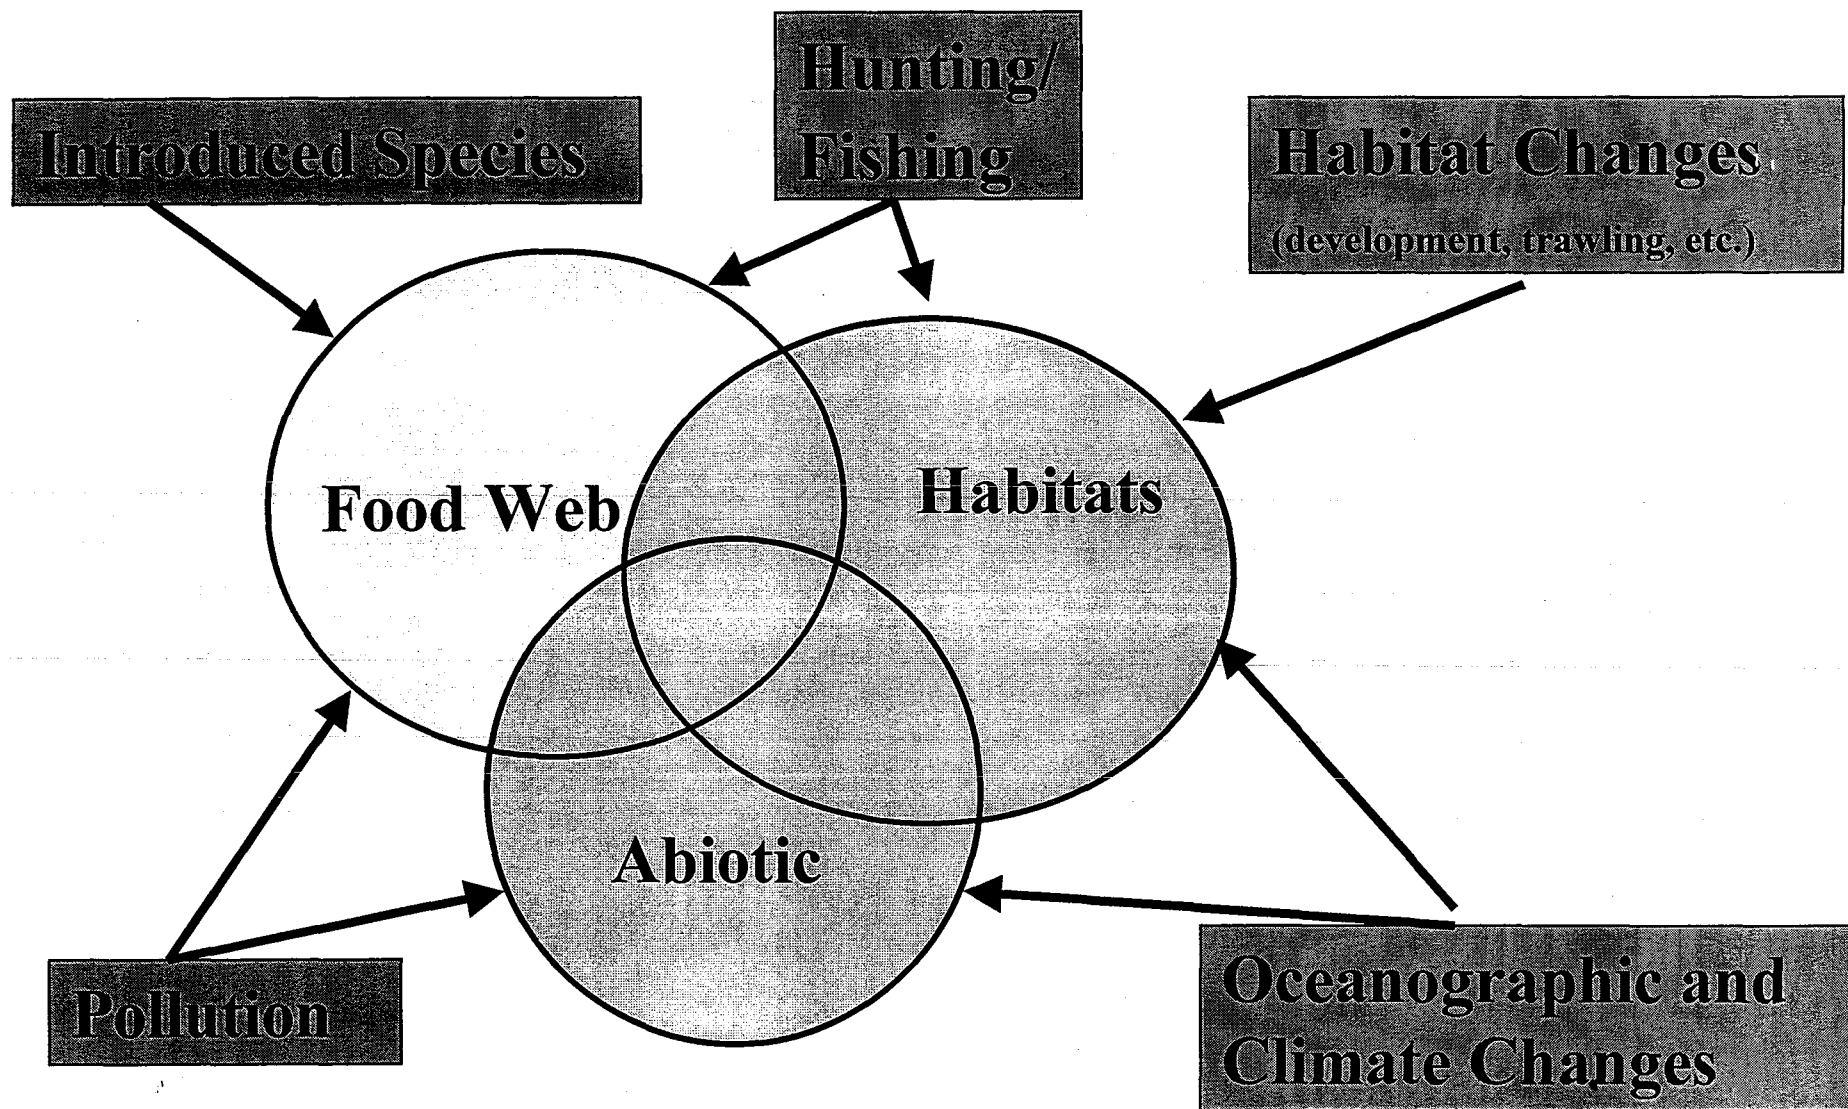 Hunting/
Fishing
Introduced Species
Habitat Changes
(development, trawling, etc.)
Food Web
Habitats
Abiotic
Pollution
Oceanographic and
Climate Changes